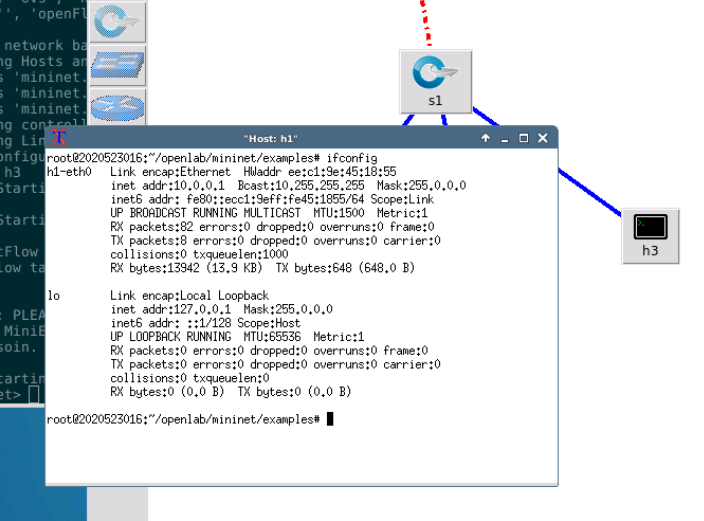 ', 'openFl
network ba
ng Hosts an
s 'mininet.
s 'mininet.
s 'mininet.
ng controll
ng Lin
onfigu
h3
Starti
Starti
tFlow
low ta
: PLEA
MiniE
soin.
tartin
et>
s1
h3
"Host: h1"
root@2020523016:~/openlab/mininet/examples# ifconfig
h1-eth0 Link encap:Ethernet HWaddr ee:c1:9e:45:18:55
inet addr:10.0.0.1 Bcast:10.255.255.255 Mask:255.0.0.0
inet6 addr: fe80::ecc1:9eff:fe45:1855/64 Scope:Link
UP BROADCAST RUNNING MULTICAST MTU:1500 Metric:1
RX packets:82 errors:0 dropped:0 overruns:0 frame:0
TX packets:8 errors:0 dropped:0 overruns:0 carrier:0
collisions:0 txqueuelen:1000
RX bytes:13942 (13.9 KB) TX bytes:648 (648.0 B)
lo Link encap:Local Loopback
inet addr:127.0.0.1 Mask:255.0.0.0
inet6 addr: ::1/128 Scope:Host
UP LOOPBACK RUNNING MTU:65536 Metric:1
RX packets:0 errors:0 dropped:0 overruns:0 frame:0
TX packets:0 errors:0 dropped:0 overruns:0 carrier:0
collisions:0 txqueuelen:0
RX bytes:0 (0.0 B) TX bytes:0 (0.0 B)
root@2020523016:~/openlab/mininet/examples#